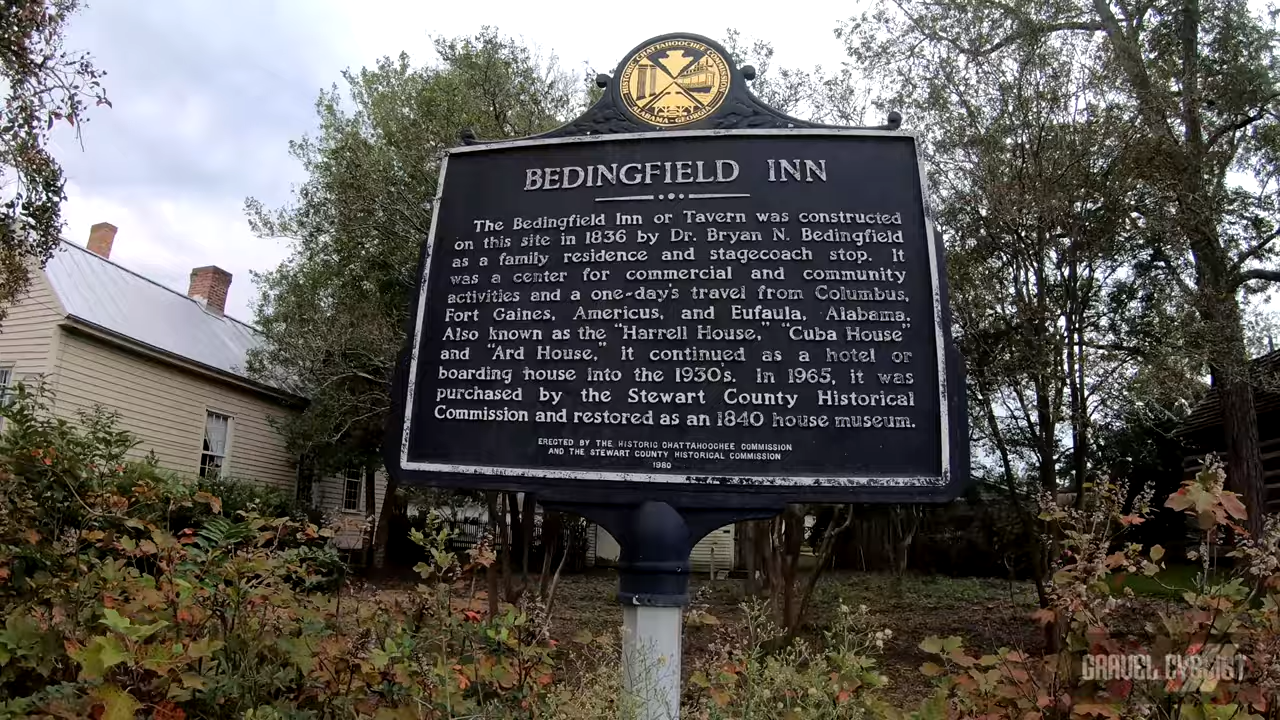 HISTORIC CHATTAHOOCHEE COMMISSION
ALABAMA - GEORGIA
BEDINGFIELD INN
The Bedingfield Inn or Tavern was constructed
on this site in 1836 by Dr. Bryan N. Bedingfield
as a family residence and stagecoach stop. It
was a center for commercial and community
activities and a one-day's travel from Columbus,
Fort Gaines, Americus, and Eufaula, Alabama.
Also known as the "Harrell House," "Cuba House"
and "Ard House," it continued as a hotel or
boarding house into the 1930's. In 1965, it was
purchased by the Stewart County Historical
Commission and restored as an 1840 house museum.
ERECTED BY THE HISTORIC CHATTAHOOCHEE COMMISSION
AND THE STEWART COUNTY HISTORICAL COMMISSION
1980
GRAVEL CYCLIST